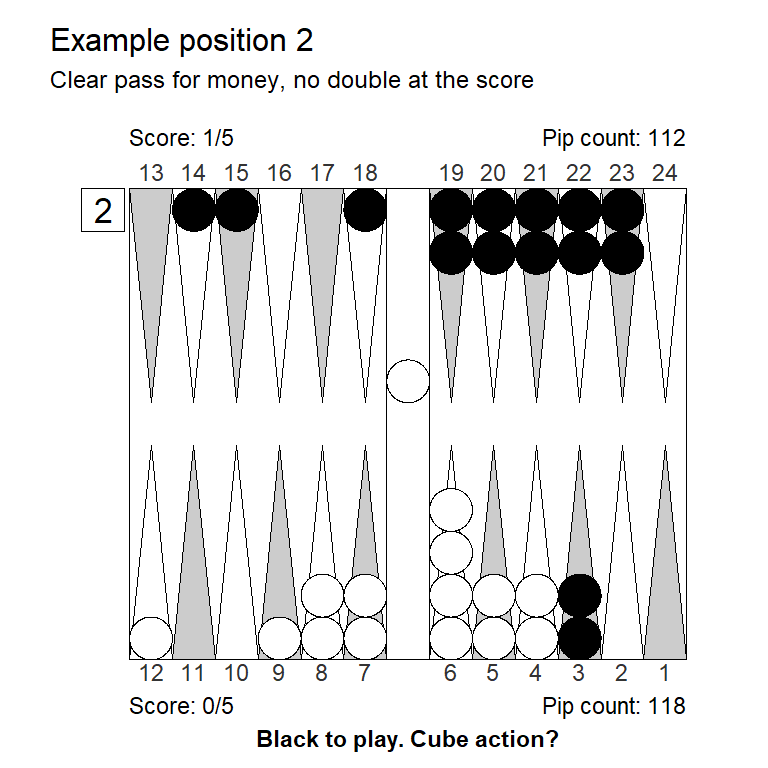 Example position 2
Clear pass for money, no double at the score
Score: 1/5 Pip count: 112
13 14 15 16 17 18 19 20 21 22 23 24
2
12 11 10 9 8 7 6 5 4 3 2 1
Score: 0/5 Pip count: 118
Black to play. Cube action?